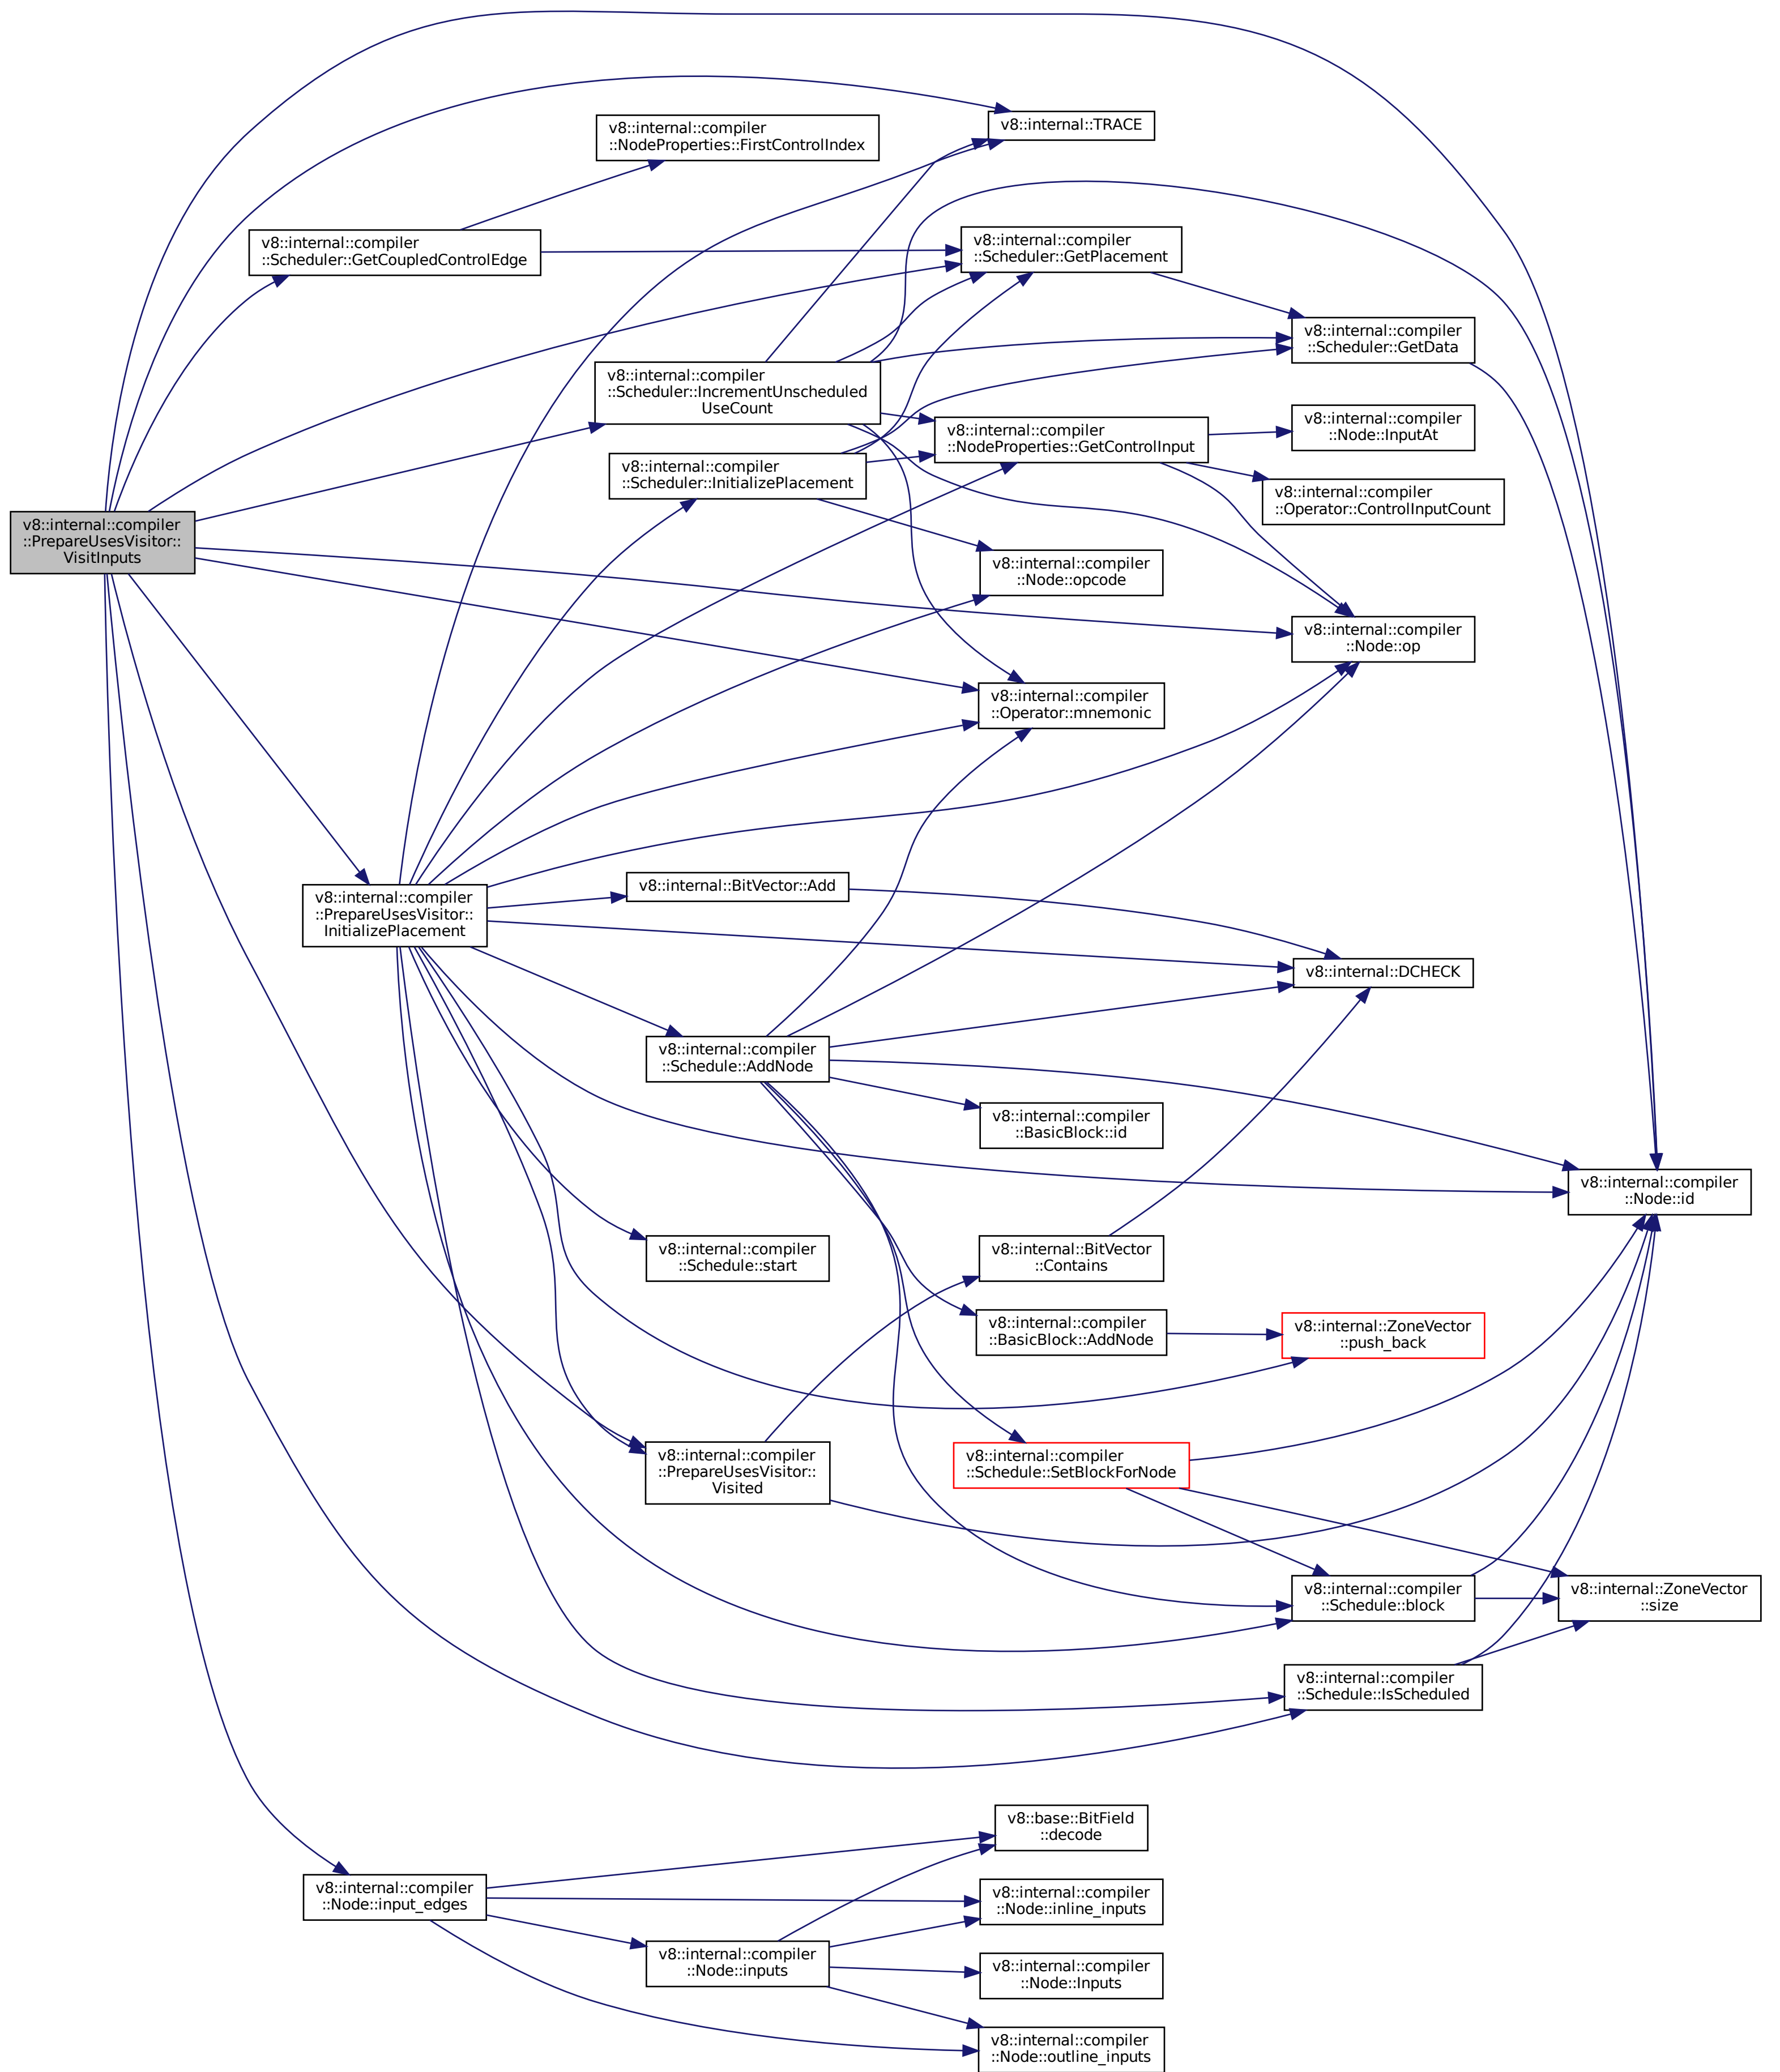 v8::internal::TRACE
v8::internal::compiler
::NodeProperties::FirstControlIndex
v8::internal::compiler
::Scheduler::GetCoupledControlEdge
v8::internal::compiler
::Scheduler::GetPlacement
v8::internal::compiler
::Scheduler::GetData
v8::internal::compiler
::Scheduler::IncrementUnscheduled
UseCount
v8::internal::compiler
::Node::InputAt
v8::internal::compiler
::NodeProperties::GetControlInput
v8::internal::compiler
::Scheduler::InitializePlacement
v8::internal::compiler
::Operator::ControlInputCount
v8::internal::compiler
::PrepareUsesVisitor::
VisitInputs
v8::internal::compiler
::Node::opcode
v8::internal::compiler
::Node::op
v8::internal::compiler
::Operator::mnemonic
v8::internal::BitVector::Add
v8::internal::compiler
::PrepareUsesVisitor::
InitializePlacement
v8::internal::DCHECK
v8::internal::compiler
::Schedule::AddNode
v8::internal::compiler
::BasicBlock::id
v8::internal::compiler
::Node::id
v8::internal::compiler
::Schedule::start
v8::internal::BitVector
::Contains
v8::internal::compiler
::BasicBlock::AddNode
v8::internal::ZoneVector
::push_back
v8::internal::compiler
::PrepareUsesVisitor::
Visited
v8::internal::compiler
::Schedule::SetBlockForNode
v8::internal::compiler
::Schedule::block
v8::internal::ZoneVector
::size
v8::internal::compiler
::Schedule::IsScheduled
v8::base::BitField
::decode
v8::internal::compiler
::Node::input_edges
v8::internal::compiler
::Node::inline_inputs
v8::internal::compiler
::Node::inputs
v8::internal::compiler
::Node::Inputs
v8::internal::compiler
::Node::outline_inputs